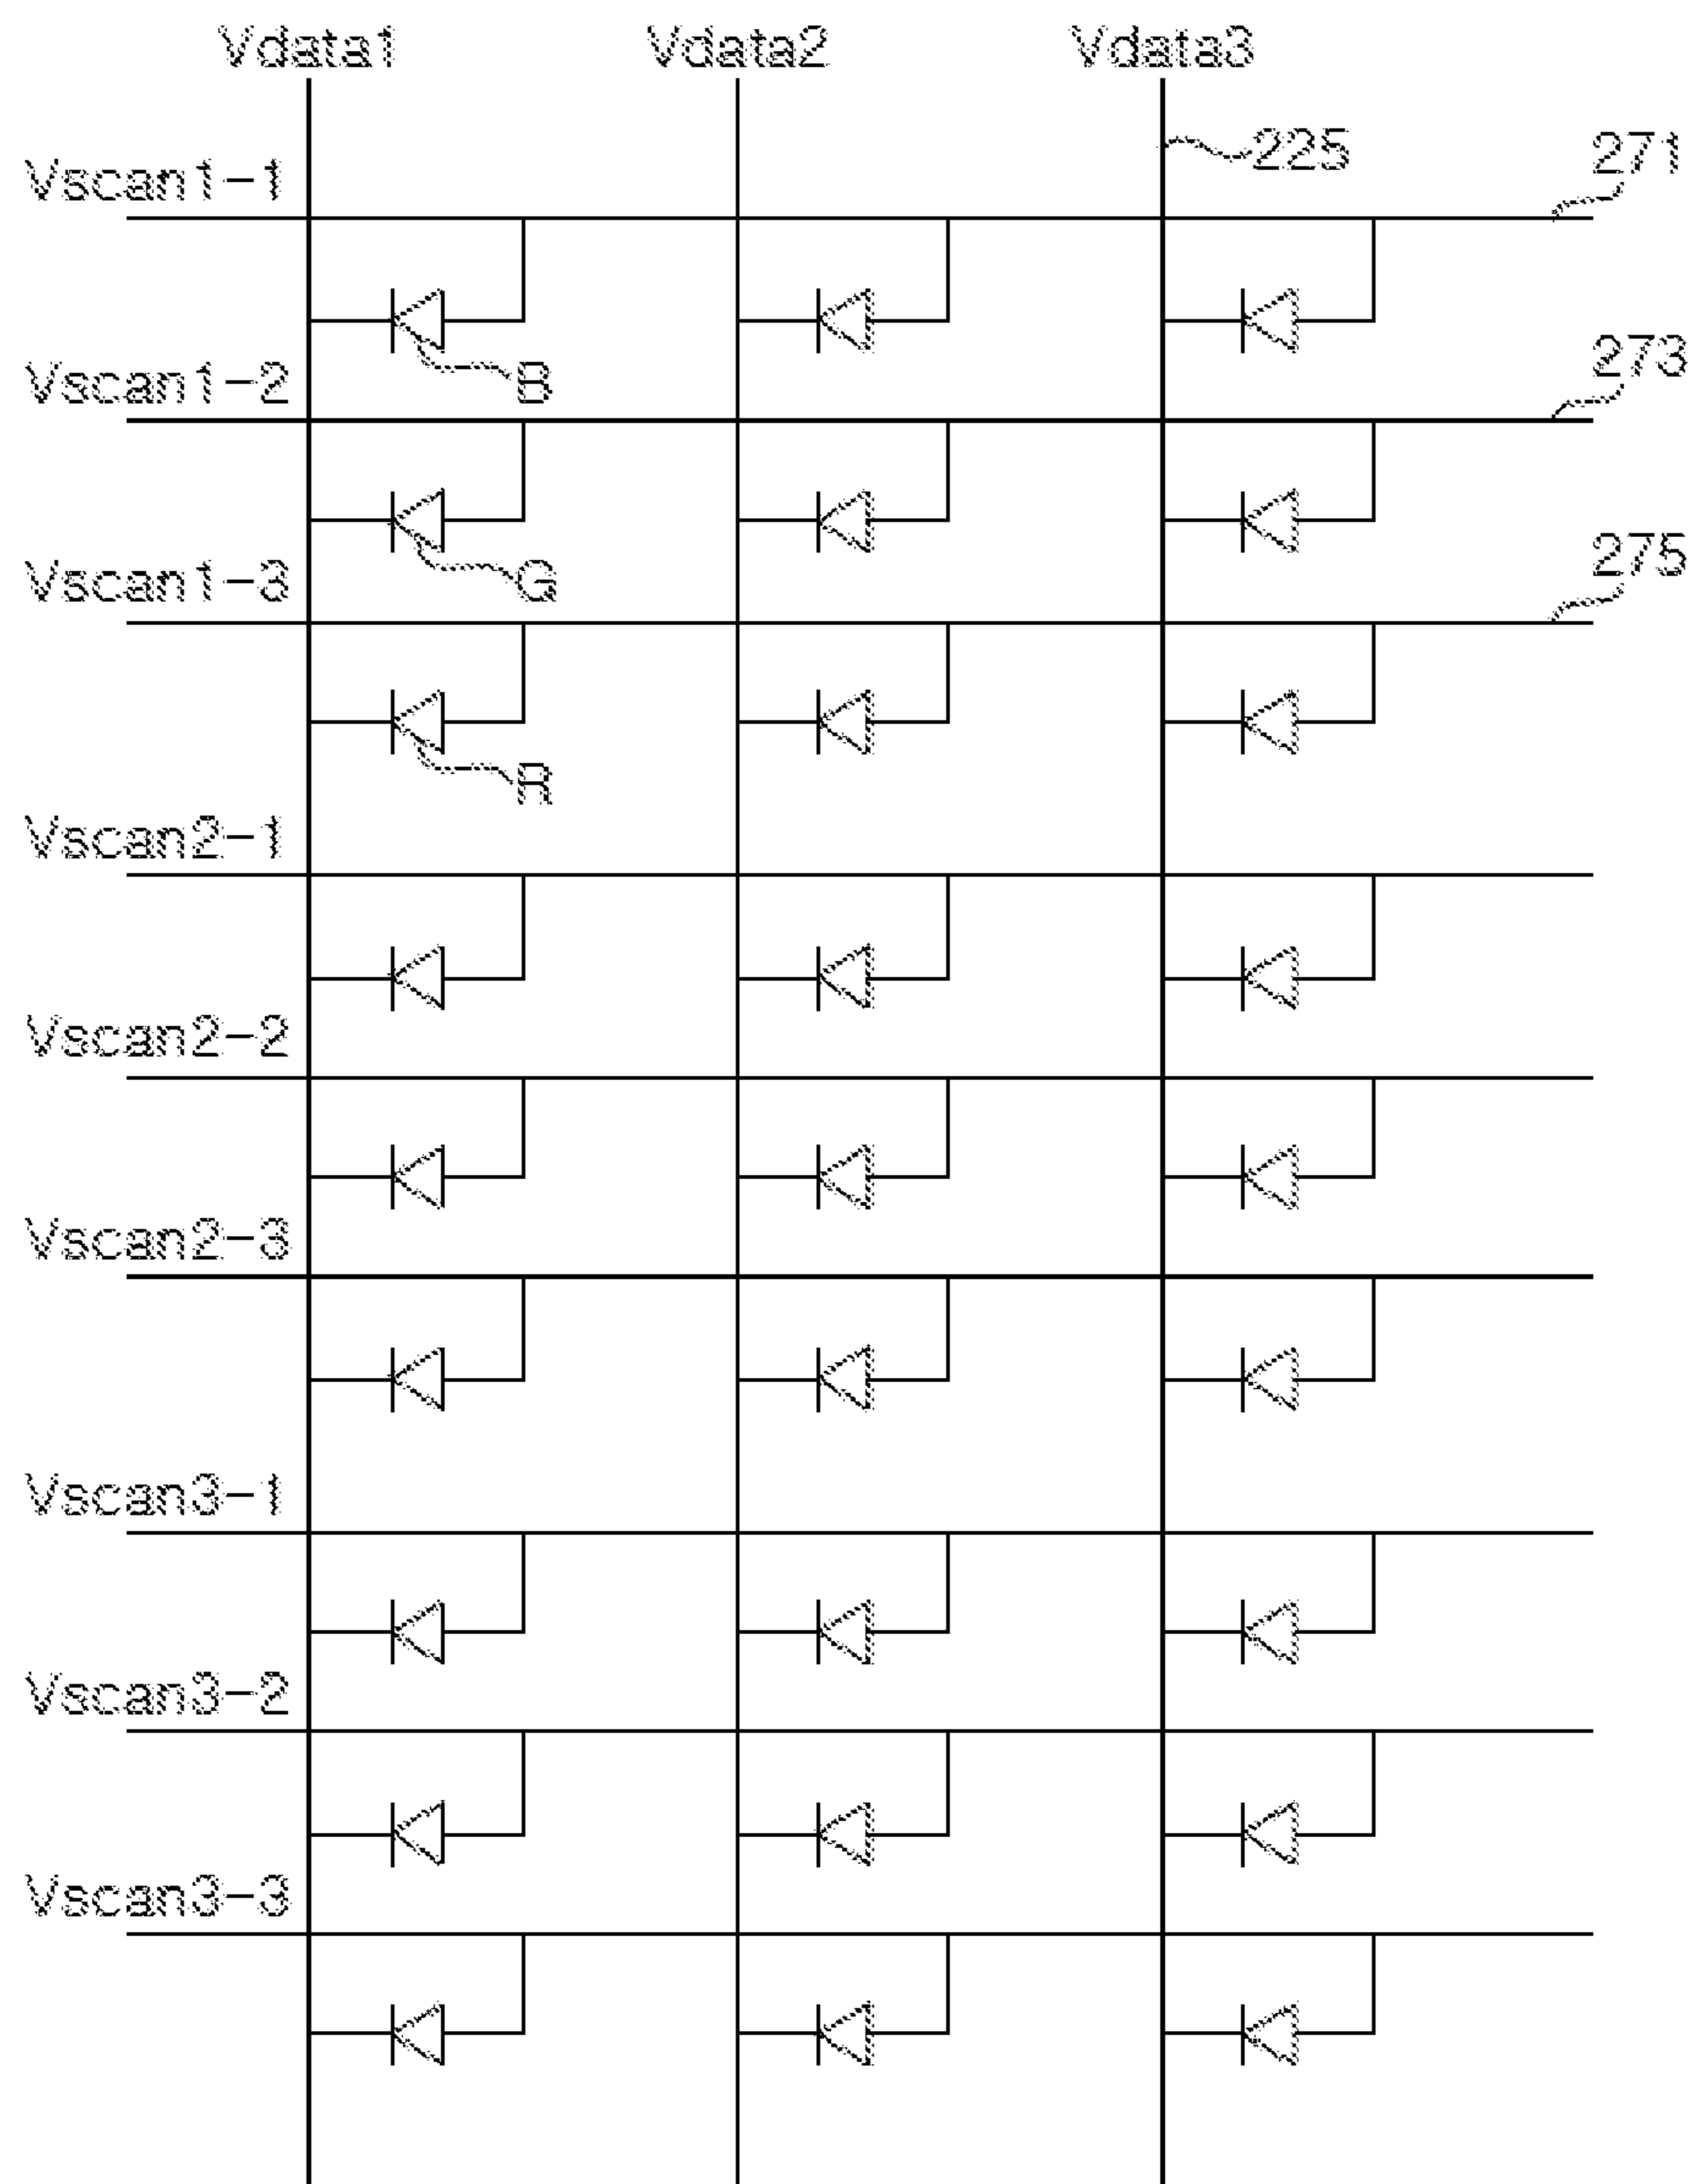 Vdata1 Vdata2 Vdata3
225 271
Vscan1-1
B 273
Vscan1-2
G 275
Vscan1-3
R
Vscan2-1
Vscan2-2
Vscan2-3
Vscan3-1
Vscan3-2
Vscan3-3